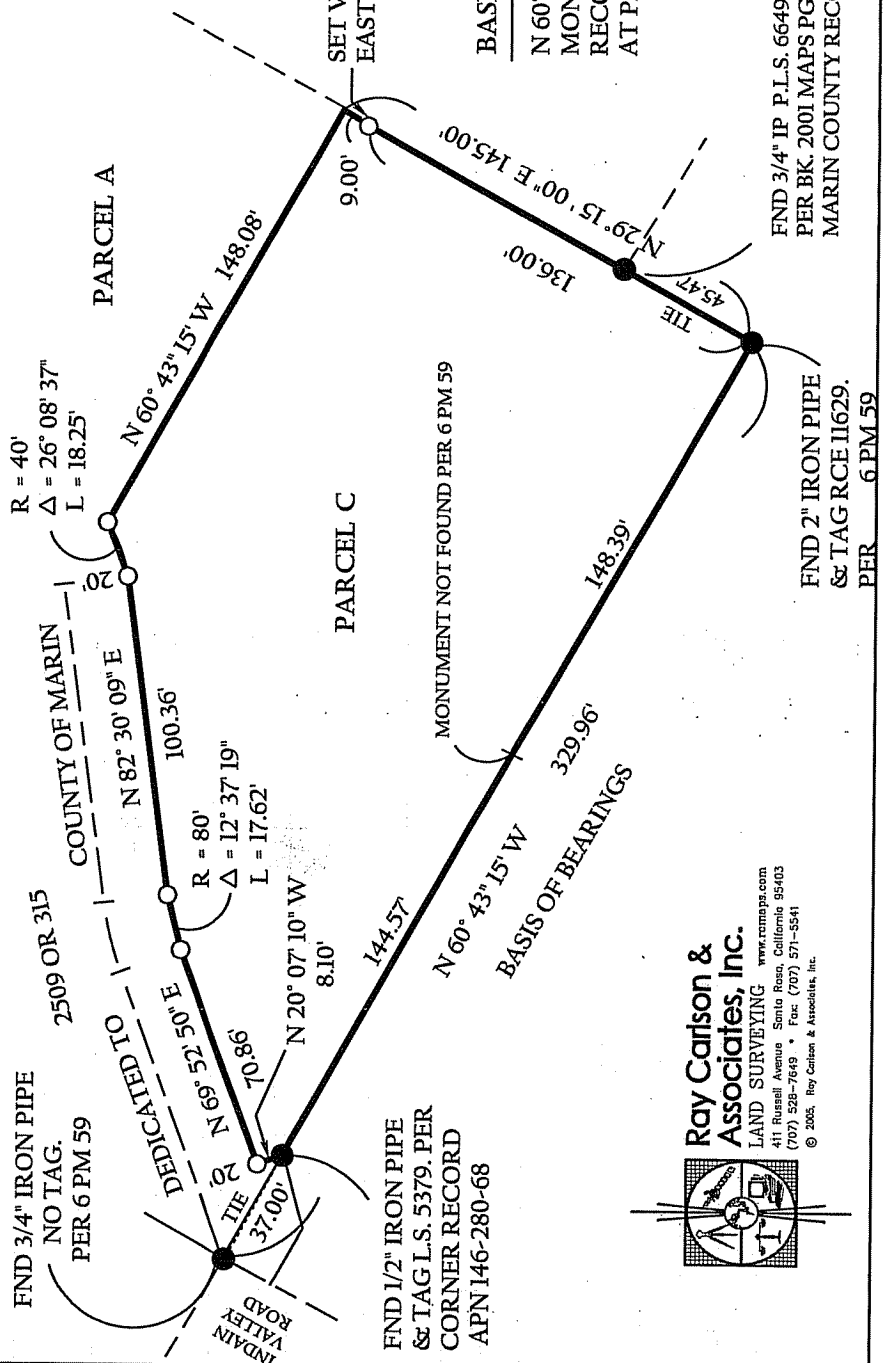 FND 3/4" IRON PIPE
NO TAG.
PER 6 PM 59
2509 OR 315
DEDICATED TO
COUNTY OF MARIN
R = 40'
Δ = 26° 08' 37"
L = 18.25'
PARCEL A
N 60° 43" 15' W 148.08'
20'
N 82° 30' 09" E
100.36'
R = 80'
Δ = 12° 37' 19"
L = 17.62'
N 69° 52' 50" E
70.86'
20'
N 20° 07' 10" W
8.10'
TIE
37.00'
INDAIN
VALLEY
ROAD
FND 1/2" IRON PIPE
& TAG L.S. 5379. PER
CORNER RECORD
APN 146-280-68
PARCEL C
MONUMENT NOT FOUND PER 6 PM 59
144.57'
148.39'
N 60° 43" 15' W
329.96'
BASIS OF BEARINGS
9.00'
N 29° 15' 00" E 145.00'
136.00'
TIE
45.47'
SET
EAST
BAS
N 60°
MON
RECO
AT P
FND 3/4" IP P.L.S. 6649
PER BK. 2001 MAPS PG
MARIN COUNTY REC
FND 2" IRON PIPE
& TAG RCE 11629.
PER 6 PM 59
Ray Carlson &
Associates, Inc.
LAND SURVEYING www.rcmaps.com
411 Russell Avenue Santa Rosa, California 95403
(707) 528-7649 * Fax: (707) 571-5541
© 2005, Ray Carlson & Associates, Inc.